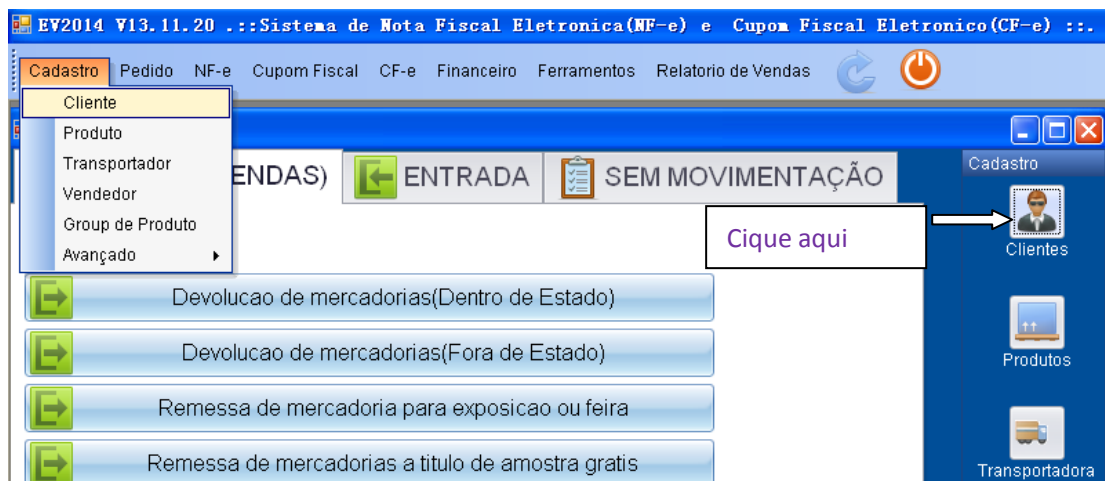 EV2014 V13.11.20 .::Sistema de Nota Fiscal Eletronica(NF-e) e Cupom Fiscal Eletronico(CF-e) ::.
Cadastro Pedido NF-e Cupom Fiscal CF-e Financeiro Ferramentos Relatorio de Vendas
Cliente
Produto
Transportador
Vendedor
Group de Produto
Avançado
ENDAS) ENTRADA SEM MOVIMENTAÇÃO
Cadastro
Cique aqui
Clientes
Devolucao de mercadorias(Dentro de Estado)
Devolucao de mercadorias(Fora de Estado)
Produtos
Remessa de mercadoria para exposicao ou feira
Remessa de mercadorias a titulo de amostra gratis
Transportadora